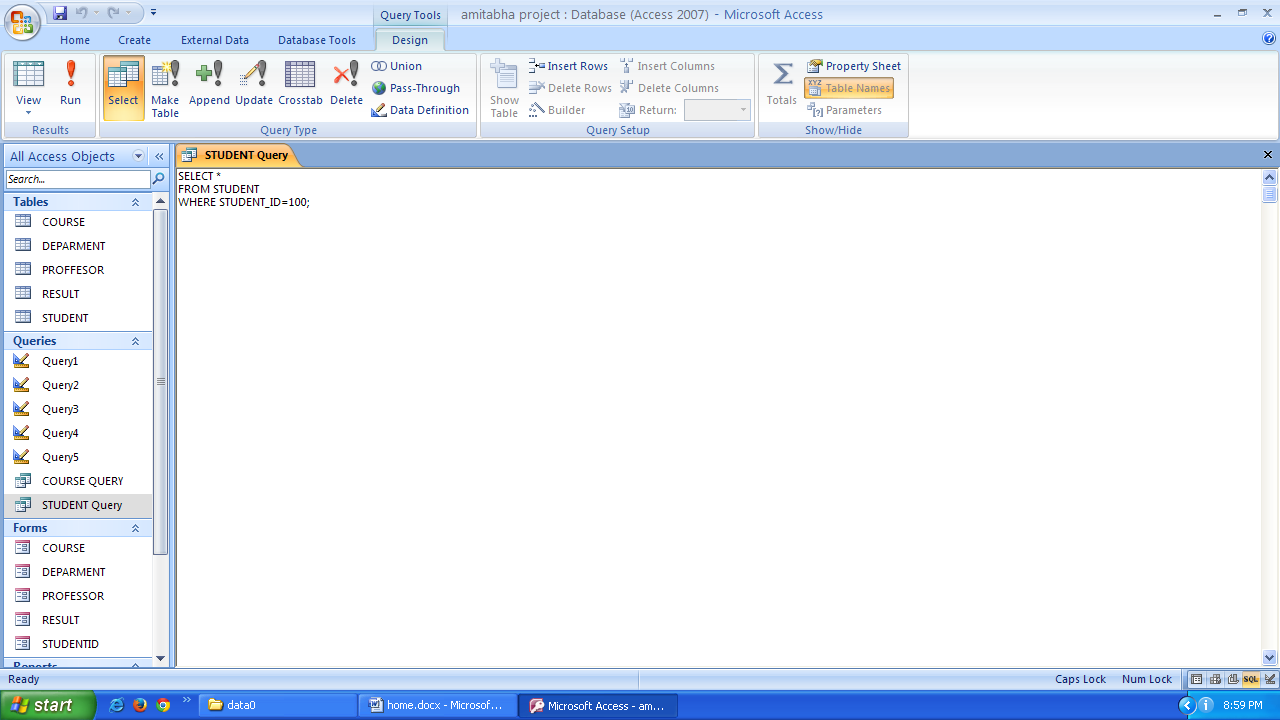 Query Tools
amitabha project : Database (Access 2007) - Microsoft Access
Home Create External Data Database Tools Design
View Run Select Make Table Append Update Crosstab Delete
Union
Pass-Through
Data Definition
Show Table
Insert Rows
Delete Rows
Builder
Insert Columns
Delete Columns
Return:
Totals
Property Sheet
XYZ Table Names
Parameters
Results Query Type Query Setup Show/Hide
All Access Objects
Search...
Tables
COURSE
DEPARMENT
PROFFESOR
RESULT
STUDENT
Queries
Query1
Query2
Query3
Query4
Query5
COURSE QUERY
STUDENT Query
Forms
COURSE
DEPARMENT
PROFESSOR
RESULT
STUDENTID
Reports
STUDENT Query
SELECT *
FROM STUDENT
WHERE STUDENT_ID=100;
Ready
Caps Lock Num Lock SQL
start data0 home.docx - Microsof... Microsoft Access - am... 8:59 PM